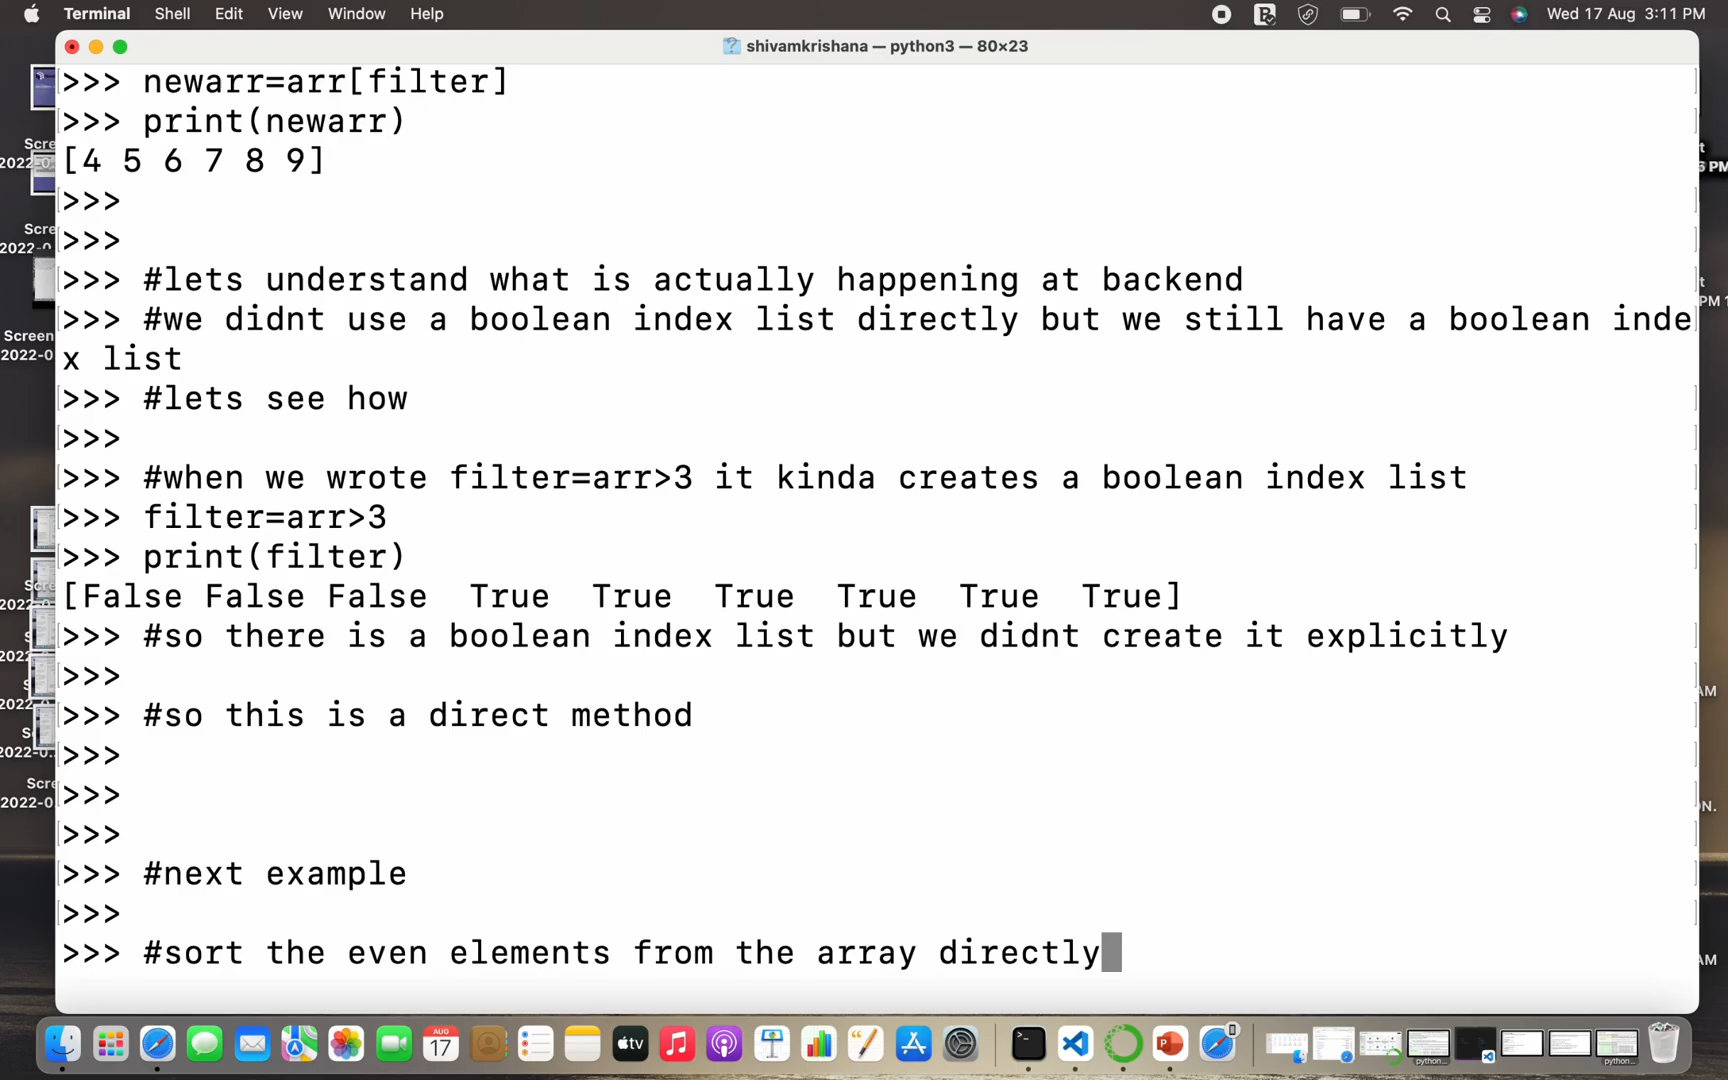 Terminal Shell Edit View Window Help Wed 17 Aug 3:11 PM
shivamkrishana — python3 — 80×23
>>> newarr=arr[filter]
>>> print(newarr)
[4 5 6 7 8 9]
>>>
>>>
>>> #lets understand what is actually happening at backend
>>> #we didnt use a boolean index list directly but we still have a boolean inde
x list
>>> #lets see how
>>>
>>> #when we wrote filter=arr>3 it kinda creates a boolean index list
>>> filter=arr>3
>>> print(filter)
[False False False  True  True  True  True  True  True]
>>> #so there is a boolean index list but we didnt create it explicitly
>>>
>>> #so this is a direct method
>>>
>>>
>>>
>>> #next example
>>>
>>> #sort the even elements from the array directly
AUG
17
tv